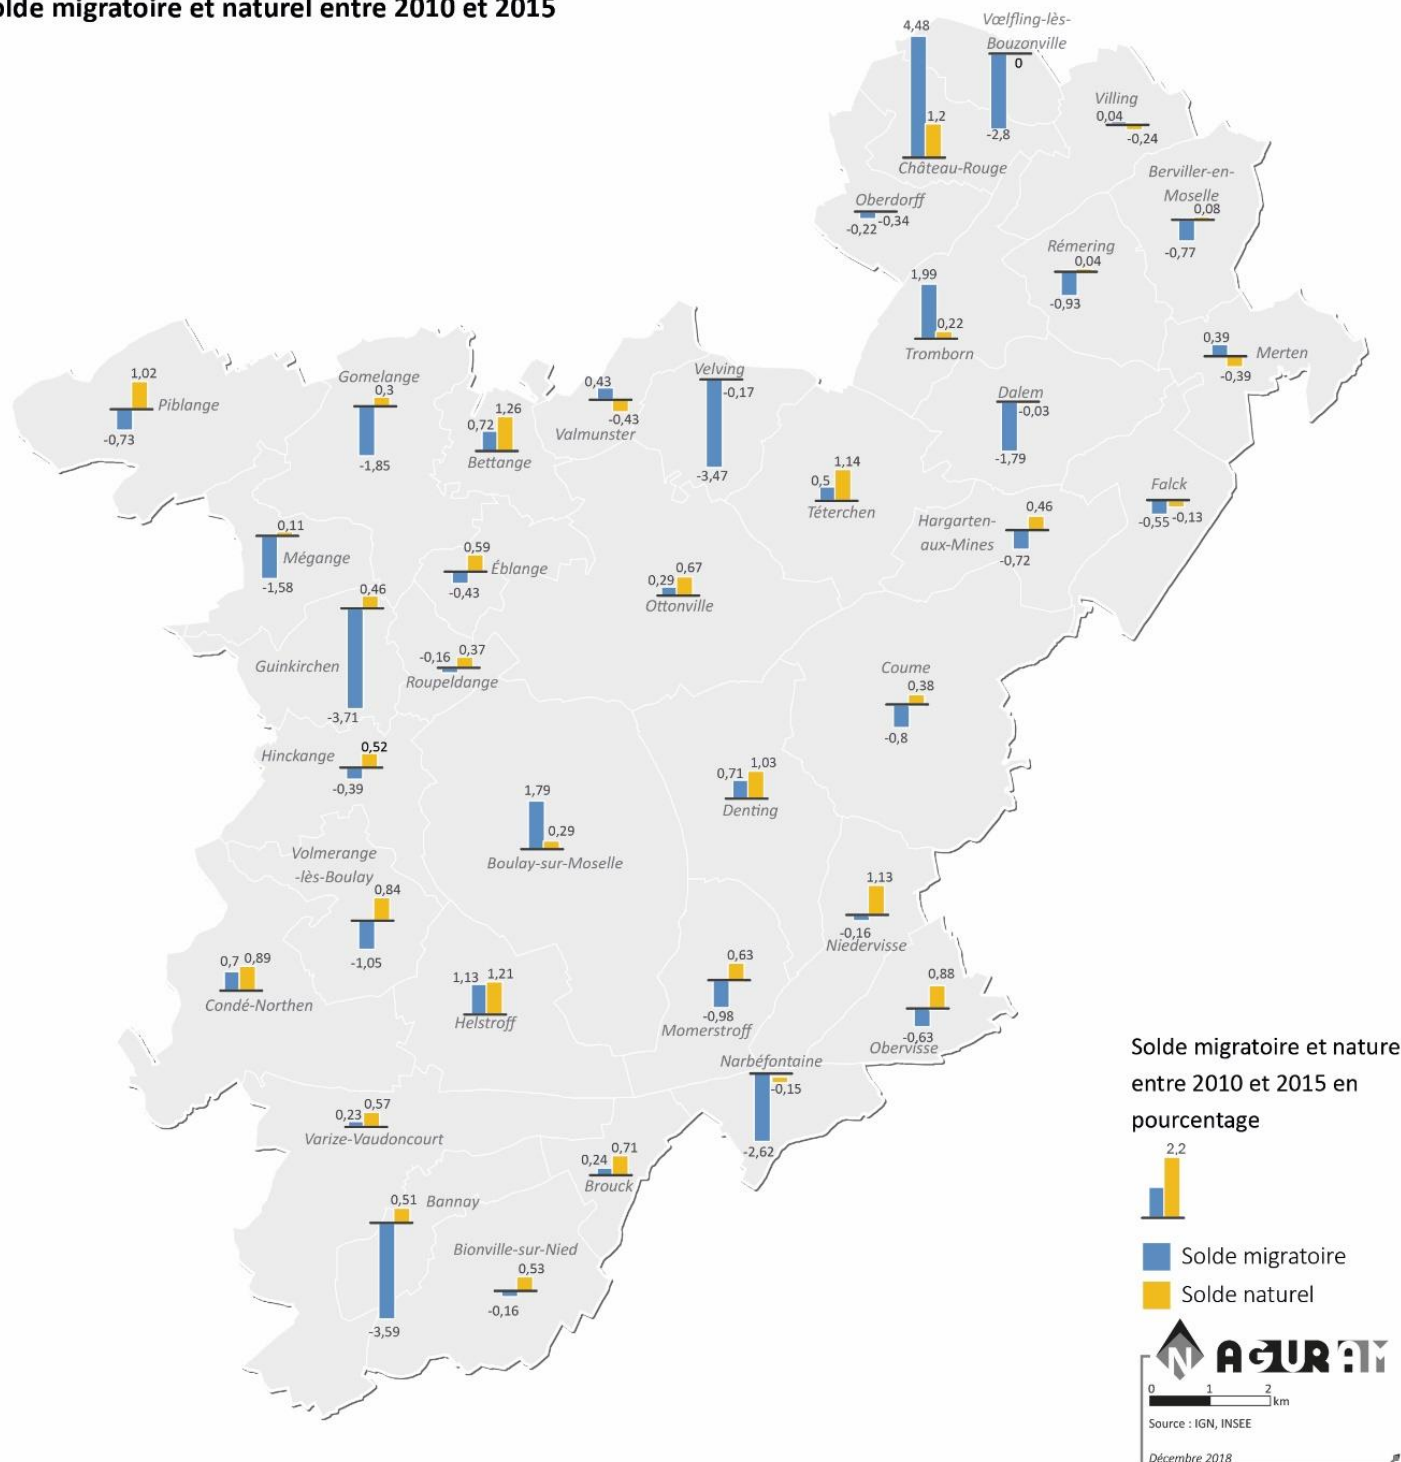 olde migratoire et naturel entre 2010 et 2015
4,48
Vœlfling-lès-
Bouzonville
0
-2,8
1,2
Château-Rouge
Villing
0,04
-0,24
Berville​r-en-
Moselle
0,08
-0,77
Oberdorff
-0,22
-0,34
Rémering
0,04
-0,93
1,99
0,22
Tromborn
0,39
Merten
-0,39
1,02
Piblange
-0,73
Gomelange
0,3
-1,85
0,72
1,26
Bettange
0,43
-0,43
Valmunster
Velving
-0,17
-3,47
Dalem
-0,03
-1,79
0,5
1,14
Téterchen
Falck
-0,55
-0,13
Hargarten-
aux-Mines
0,46
-0,72
0,11
Mégange
-1,58
0,59
Éblange
-0,43
0,29
0,67
Ottonville
0,46
Guinkirchen
-3,71
-0,16
0,37
Roupeldange
Coume
0,38
-0,8
Hinckange
0,52
-0,39
0,71
1,03
Denting
1,79
0,29
Boulay-sur-Moselle
Volmerange
-lès-Boulay
0,84
-1,05
1,13
-0,16
Niedervisse
0,7
0,89
Condé-Northen
1,13
1,21
Helstroff
0,63
-0,98
Momerstroff
0,88
-0,63
Obervisse
Narbéfontaine
-0,15
-2,62
0,23
0,57
Varize-Vaudoncourt
0,24
0,71
Brouck
0,51
Bannay
-3,59
Bionville-sur-Nied
0,53
-0,16
Solde migratoire et nature
entre 2010 et 2015 en
pourcentage
2,2
Solde migratoire
Solde naturel
N AGURAM
0 1 2
km
Source : IGN, INSEE
Décembre 2018